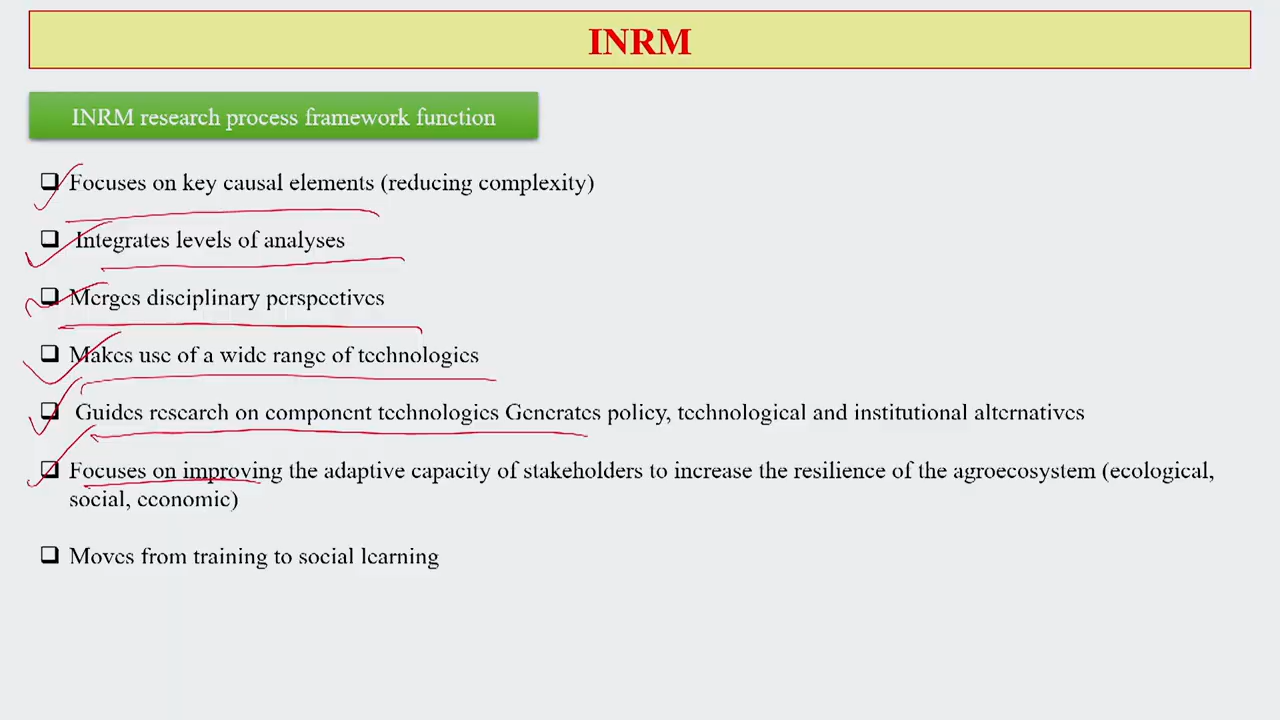 INRM
INRM research process framework function
Focuses on key causal elements (reducing complexity)
Integrates levels of analyses
Merges disciplinary perspectives
Makes use of a wide range of technologies
Guides research on component technologies Generates policy, technological and institutional alternatives
Focuses on improving the adaptive capacity of stakeholders to increase the resilience of the agroecosystem (ecological,
social, economic)
Moves from training to social learning